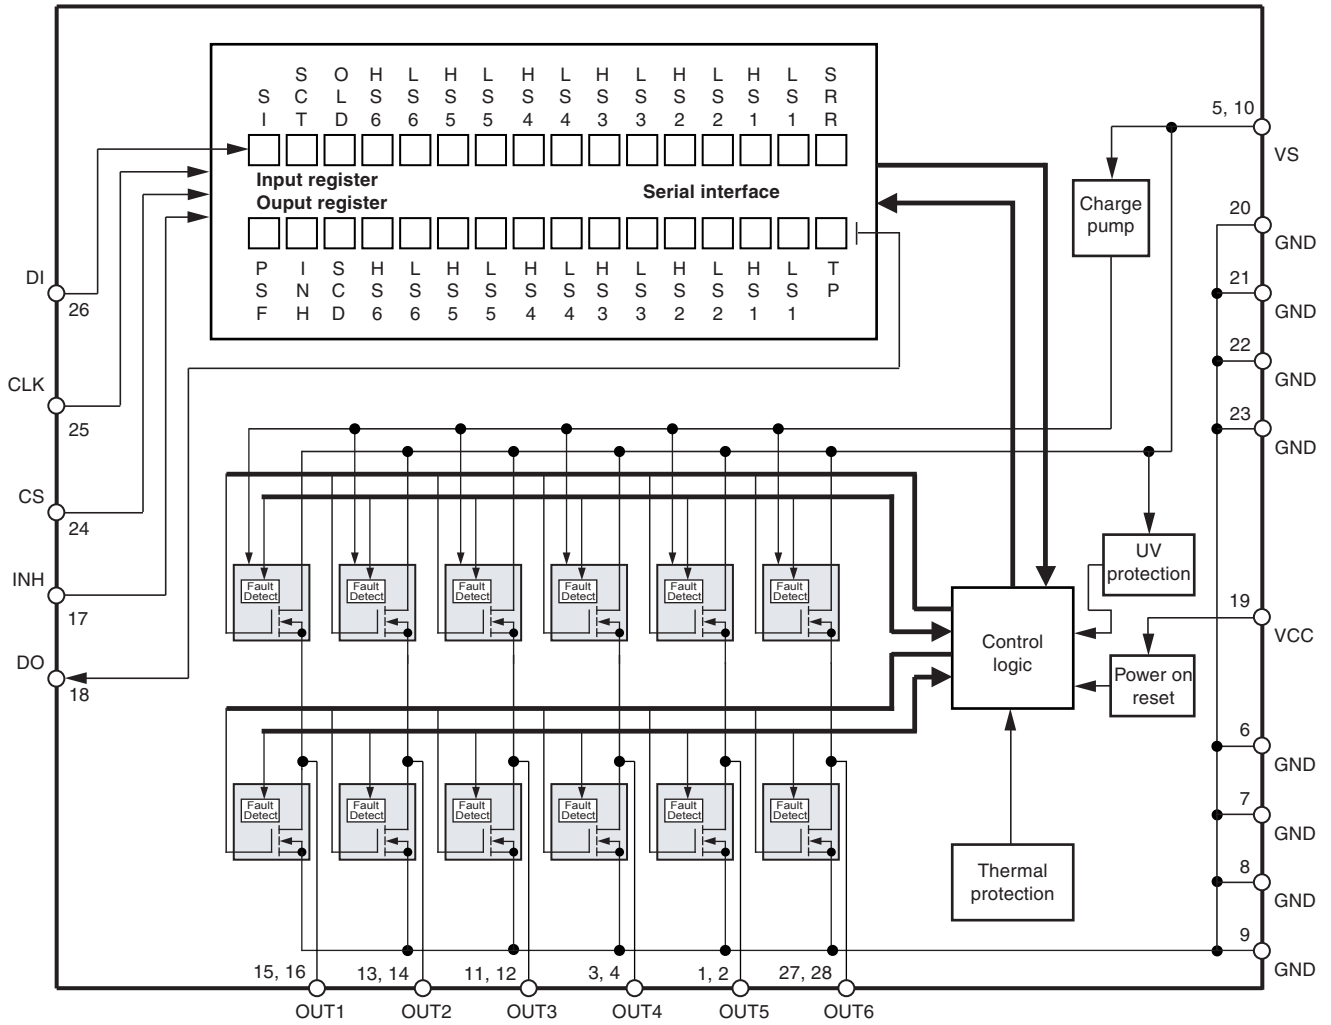 S I
S C T
O L D
H S 6
L S 6
H S 5
L S 5
H S 4
L S 4
H S 3
L S 3
H S 2
L S 2
H S 1
L S 1
S R R
Input register
Ouput register
Serial interface
P S F
I N H
S C D
H S 6
L S 6
H S 5
L S 5
H S 4
L S 4
H S 3
L S 3
H S 2
L S 2
H S 1
L S 1
T P
DI
26
CLK
25
CS
24
INH
17
DO
18
5, 10
VS
Charge
pump
20
GND
21
GND
22
GND
23
GND
UV
protection
19
VCC
Power on
reset
Control
logic
Thermal
protection
6
GND
7
GND
8
GND
9
GND
Fault
Detect
Fault
Detect
Fault
Detect
Fault
Detect
Fault
Detect
Fault
Detect
Fault
Detect
Fault
Detect
Fault
Detect
Fault
Detect
Fault
Detect
Fault
Detect
15, 16
13, 14
11, 12
3, 4
1, 2
27, 28
OUT1
OUT2
OUT3
OUT4
OUT5
OUT6